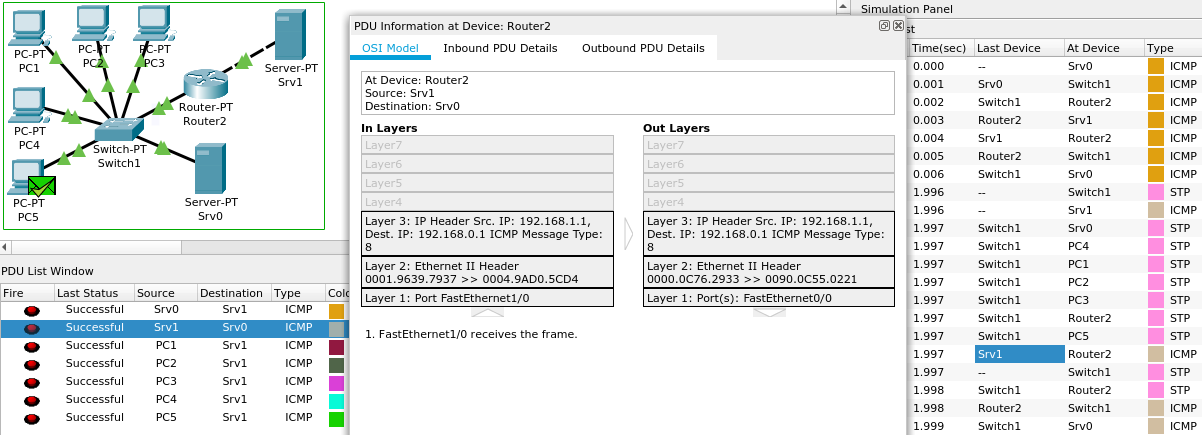 PC-PT
PC1
PC-PT
PC2
PC-PT
PC3
Server-PT
Srv1
Router-PT
Router2
PC-PT
PC4
Switch-PT
Switch1
PC-PT
PC5
Server-PT
Srv0
PDU List Window
Fire Last Status Source Destination Type Colo
Successful Srv0 Srv1 ICMP
Successful Srv1 Srv0 ICMP
Successful PC1 Srv1 ICMP
Successful PC2 Srv1 ICMP
Successful PC3 Srv1 ICMP
Successful PC4 Srv1 ICMP
Successful PC5 Srv1 ICMP
PDU Information at Device: Router2
OSI Model Inbound PDU Details Outbound PDU Details
At Device: Router2
Source: Srv1
Destination: Srv0
In Layers
Layer7
Layer6
Layer5
Layer4
Layer 3: IP Header Src. IP: 192.168.1.1,
Dest. IP: 192.168.0.1 ICMP Message Type:
8
Layer 2: Ethernet II Header
0001.9639.7937 >> 0004.9AD0.5CD4
Layer 1: Port FastEthernet1/0
Out Layers
Layer7
Layer6
Layer5
Layer4
Layer 3: IP Header Src. IP: 192.168.1.1,
Dest. IP: 192.168.0.1 ICMP Message Type:
8
Layer 2: Ethernet II Header
0000.0C76.2933 >> 0090.0C55.0221
Layer 1: Port(s): FastEthernet0/0
1. FastEthernet1/0 receives the frame.
Simulation Panel
st
Time(sec) Last Device At Device Type
0.000 -- Srv0 ICMP
0.001 Srv0 Switch1 ICMP
0.002 Switch1 Router2 ICMP
0.003 Router2 Srv1 ICMP
0.004 Srv1 Router2 ICMP
0.005 Router2 Switch1 ICMP
0.006 Switch1 Srv0 ICMP
1.996 -- Switch1 STP
1.996 -- Srv1 ICMP
1.997 Switch1 Srv0 STP
1.997 Switch1 PC4 STP
1.997 Switch1 PC1 STP
1.997 Switch1 PC2 STP
1.997 Switch1 PC3 STP
1.997 Switch1 Router2 STP
1.997 Switch1 PC5 STP
1.997 Srv1 Router2 ICMP
1.997 -- Switch1 STP
1.998 Switch1 Router2 STP
1.998 Router2 Switch1 ICMP
1.999 Switch1 Srv0 ICMP